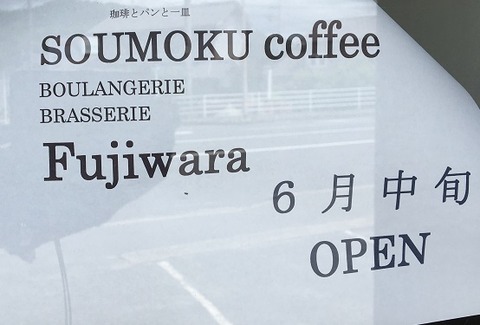 珈琲とパンと一皿
SOUMOKU coffee
BOULANGERIE
BRASSERIE
Fujiwara
6月中旬
OPEN